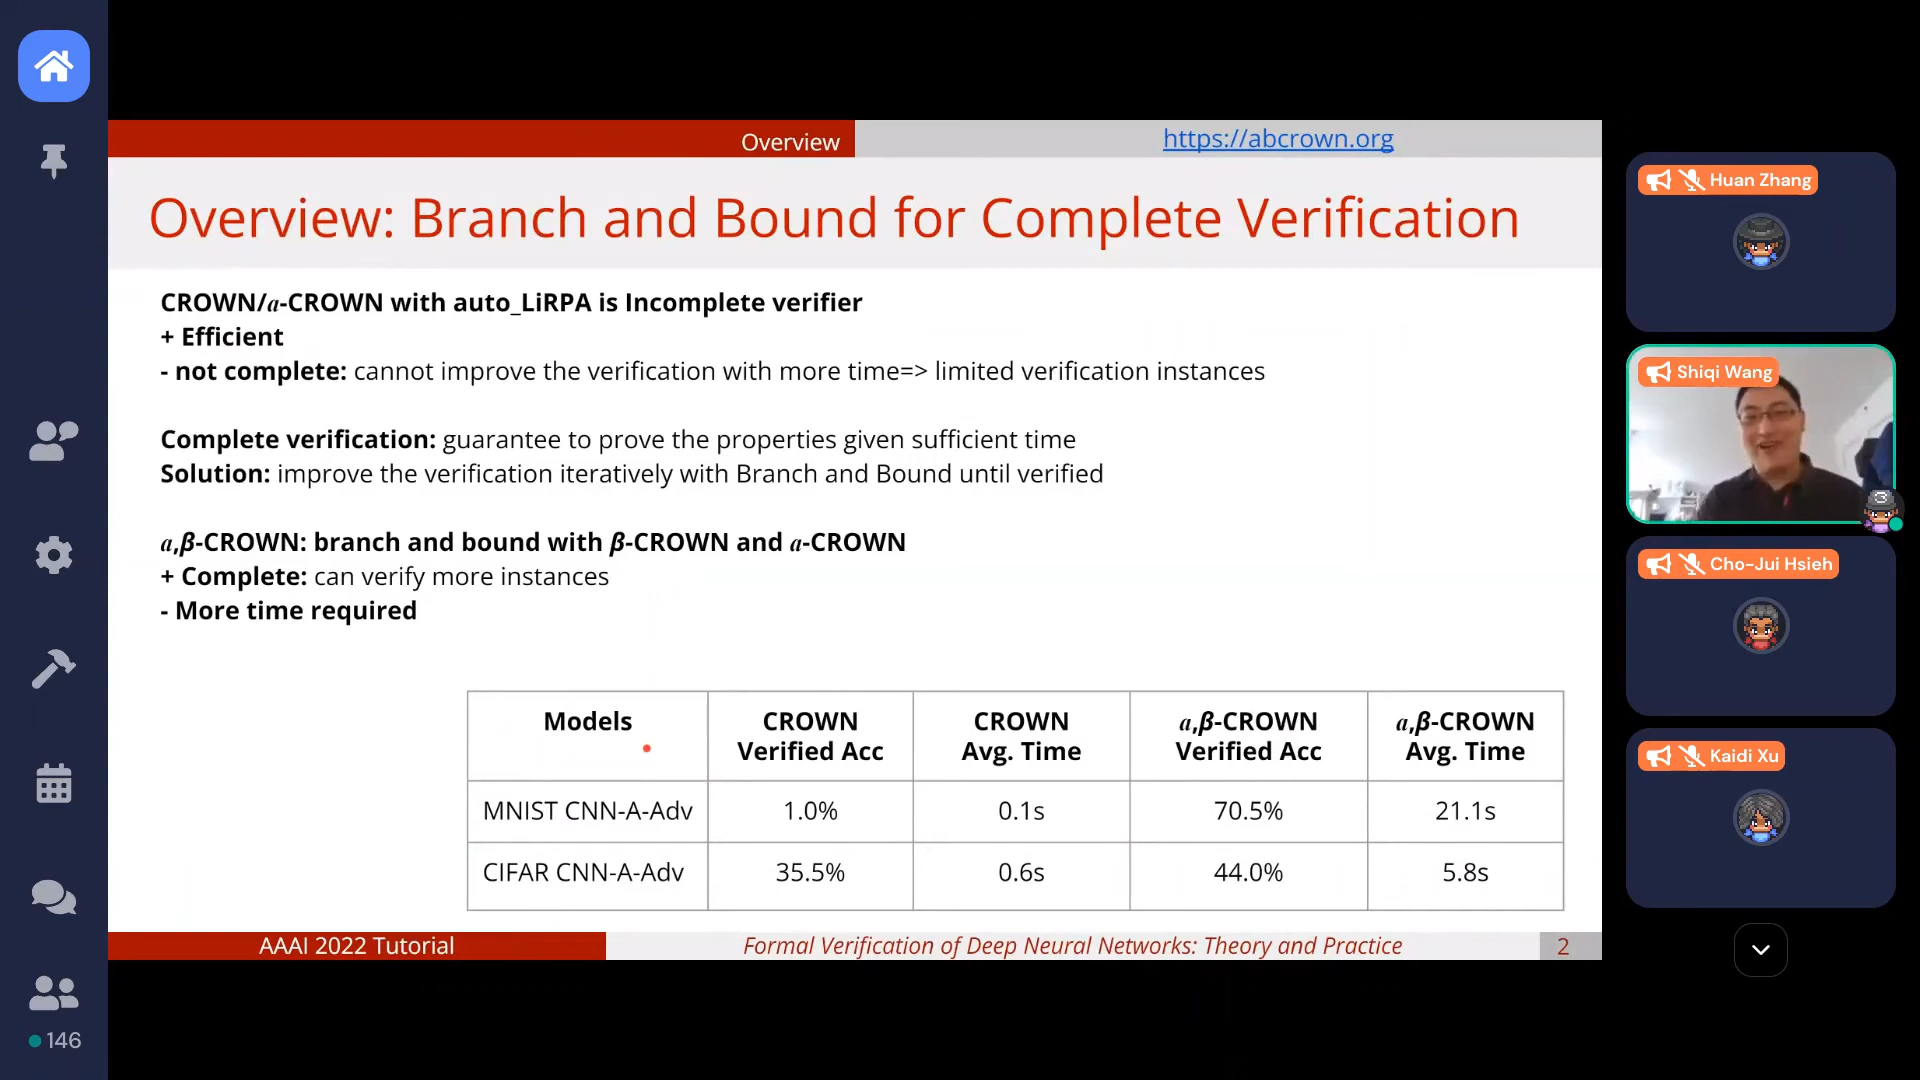 Overview
https://abcrown.org
Overview: Branch and Bound for Complete Verification
CROWN/α-CROWN with auto_LiRPA is Incomplete verifier
+ Efficient
- not complete: cannot improve the verification with more time=> limited verification instances
Complete verification: guarantee to prove the properties given sufficient time
Solution: improve the verification iteratively with Branch and Bound until verified
α,β-CROWN: branch and bound with β-CROWN and α-CROWN
+ Complete: can verify more instances
- More time required
Models
CROWN Verified Acc
CROWN Avg. Time
α,β-CROWN Verified Acc
α,β-CROWN Avg. Time
MNIST CNN-A-Adv 1.0% 0.1s 70.5% 21.1s
CIFAR CNN-A-Adv 35.5% 0.6s 44.0% 5.8s
AAAI 2022 Tutorial
Formal Verification of Deep Neural Networks: Theory and Practice
2
Huan Zhang
Shiqi Wang
Cho-Jui Hsieh
Kaidi Xu
146